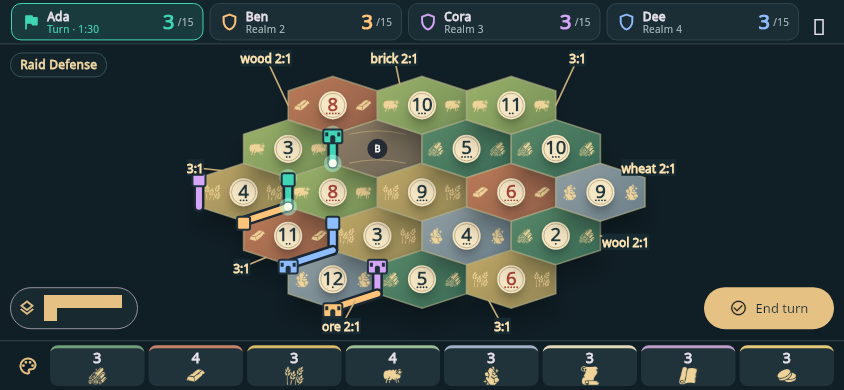 Ada
Turn · 1:30
3 /15
Ben
Realm 2
3 /15
Cora
Realm 3
3 /15
Dee
Realm 4
3 /15
Raid Defense
wood 2:1
brick 2:1
3:1
8
10
11
3
B
5
10
3:1
wheat 2:1
4
8
9
6
9
11
3
4
2
wool 2:1
3:1
12
5
6
ore 2:1
3:1
End turn
3
4
3
4
3
3
3
3